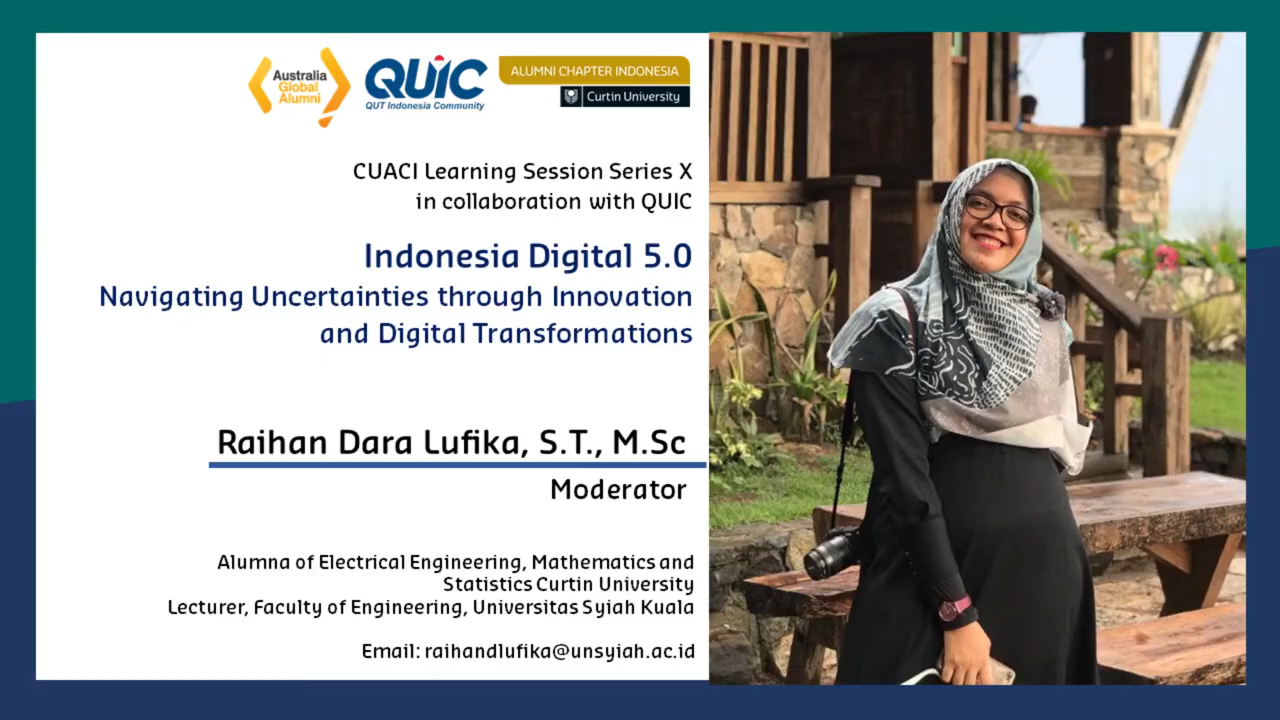 Australia
Global
Alumni
QUIC
QUT Indonesia Community
ALUMNI CHAPTER INDONESIA
Curtin University
CUACI Learning Session Series X
in collaboration with QUIC
Indonesia Digital 5.0
Navigating Uncertainties through Innovation
and Digital Transformations
Raihan Dara Lufika, S.T., M.Sc
Moderator
Alumna of Electrical Engineering, Mathematics and
Statistics Curtin University
Lecturer, Faculty of Engineering, Universitas Syiah Kuala
Email: raihandlufika@unsyiah.ac.id